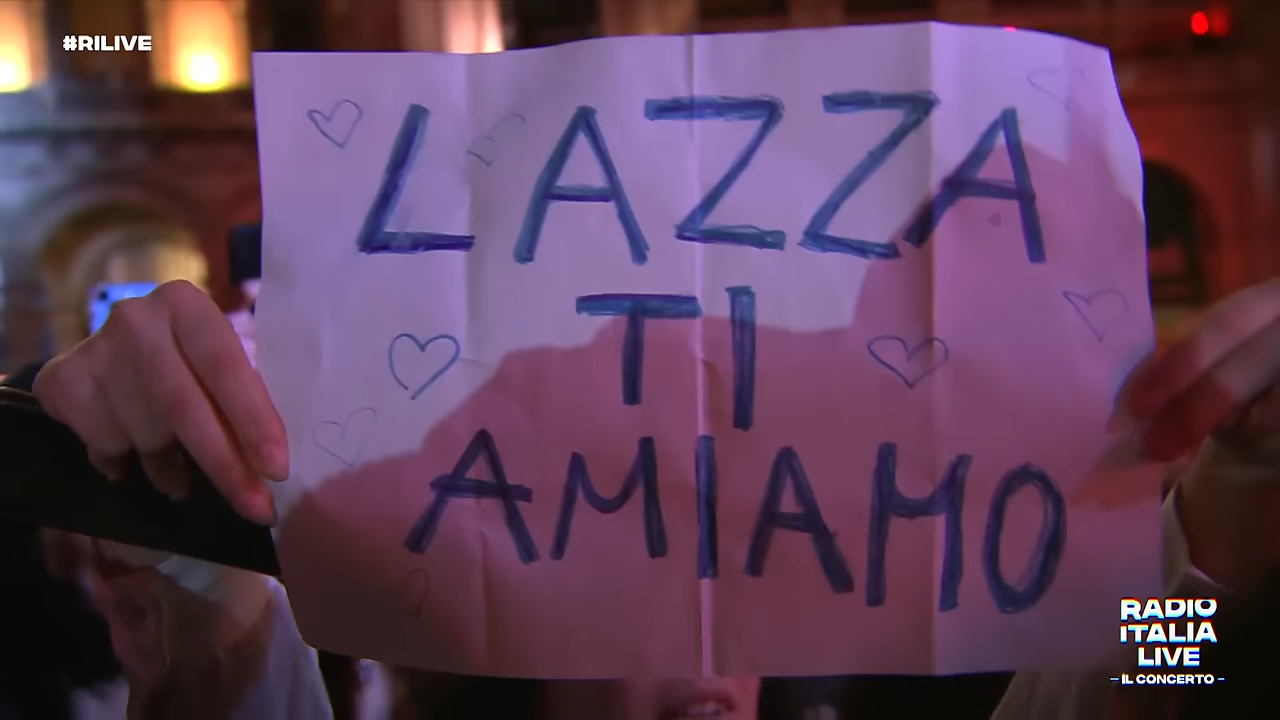 #RILIVE
LAZZA
TI
AMIAMO
RADIO
ITALIA
LIVE
– IL CONCERTO –